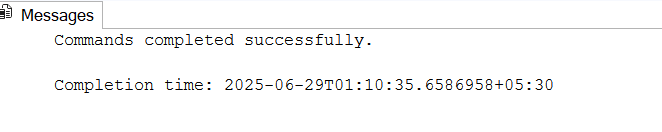 Messages
Commands completed successfully.
Completion time: 2025-06-29T01:10:35.6586958+05:30